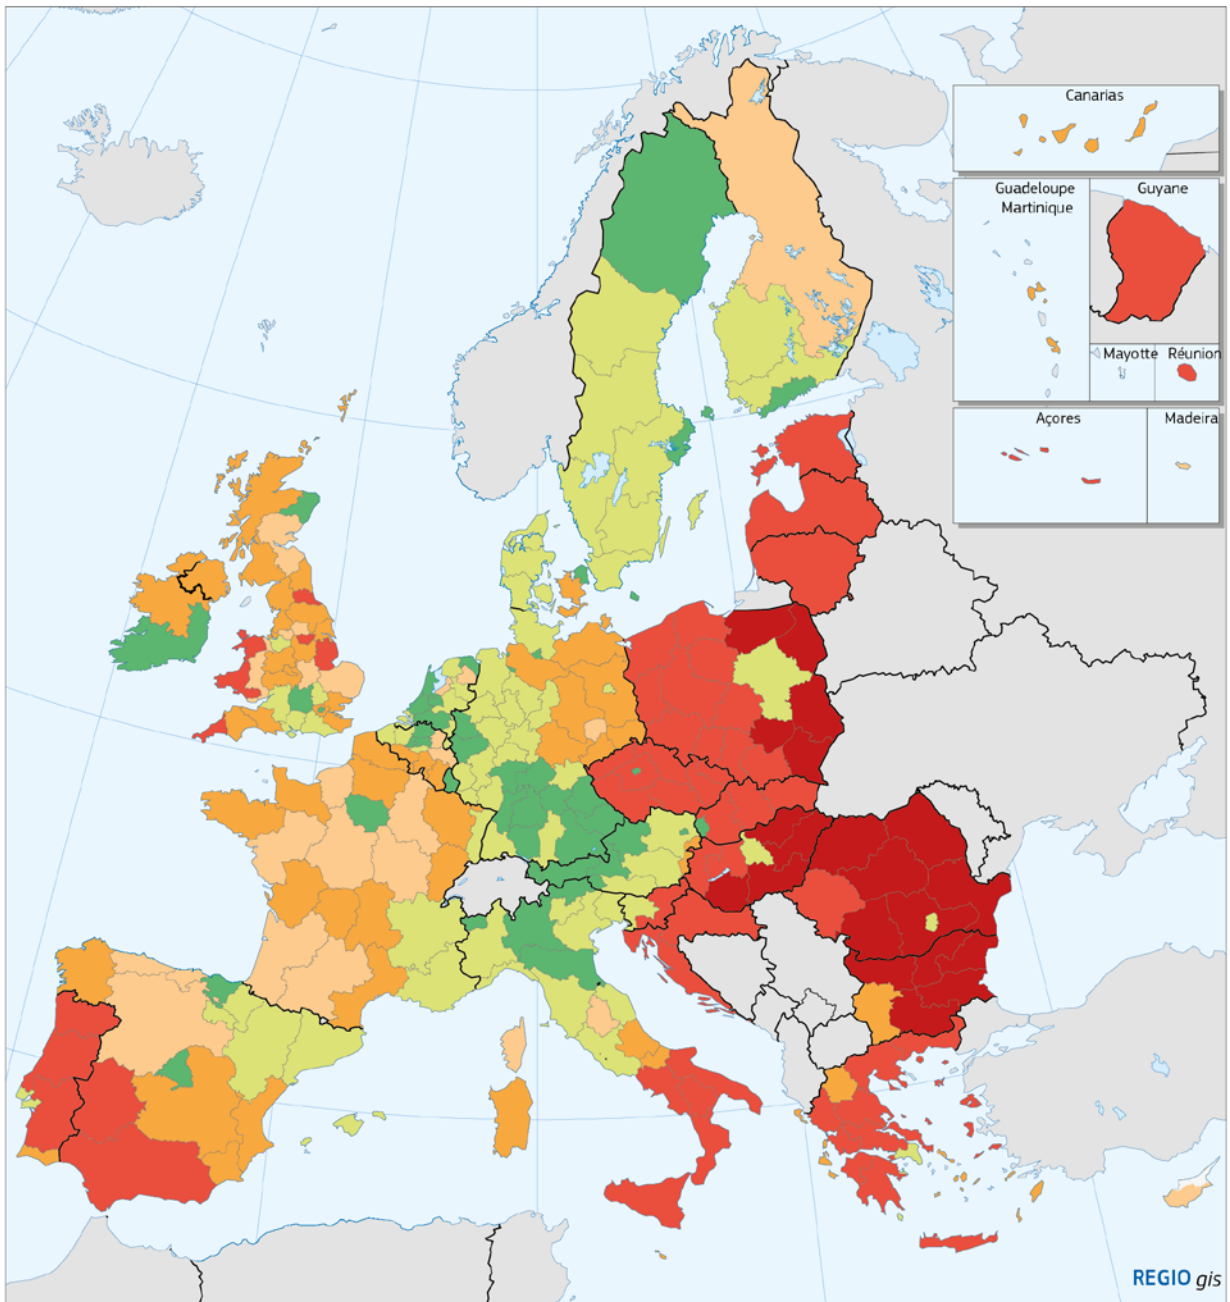 Canarias
Guadeloupe
Martinique
Guyane
Mayotte
Réunion
Açores
Madeira
REGIO gis